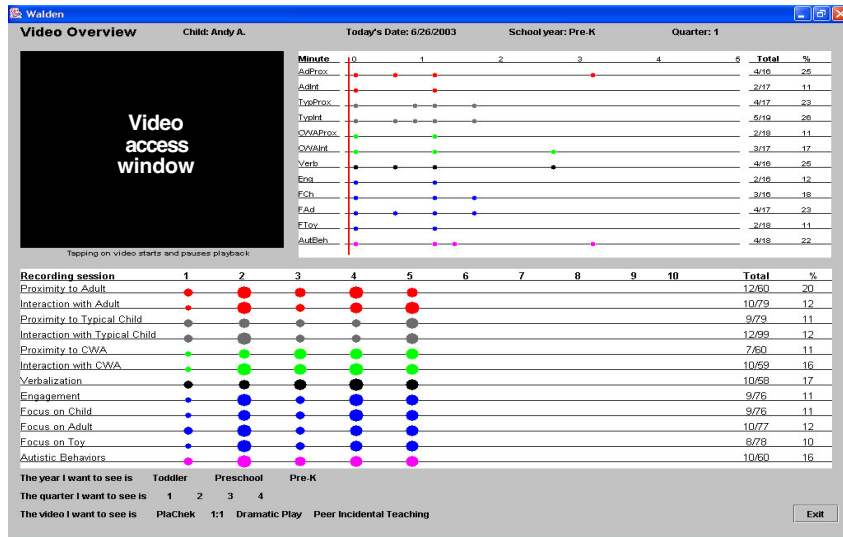 Walden
Video Overview Child: Andy A. Today's Date: 6/26/2003 School year: Pre-K Quarter: 1
Video
access
window
Tapping on video starts and pauses playback
Minute 0 1 2 3 4 5 Total %
AdProx 4/16 25
AdInt 2/17 11
TypProx 4/17 23
TypInt 5/19 26
CWAProx 2/18 11
CWAInt 3/17 17
Verb 4/16 25
Eng 2/16 12
FCh 3/16 18
FAd 4/17 23
FToy 2/18 11
AutBeh 4/18 22
Recording session 1 2 3 4 5 6 7 8 9 10 Total %
Proximity to Adult 12/60 20
Interaction with Adult 10/79 12
Proximity to Typical Child 9/79 11
Interaction with Typical Child 12/99 12
Proximity to CWA 7/60 11
Interaction with CWA 10/59 16
Verbalization 10/58 17
Engagement 9/76 11
Focus on Child 9/76 11
Focus on Adult 10/77 12
Focus on Toy 8/78 10
Autistic Behaviors 10/60 16
The year I want to see is Toddler Preschool Pre-K
The quarter I want to see is 1 2 3 4
The video I want to see is PlaChek 1:1 Dramatic Play Peer Incidental Teaching
Exit